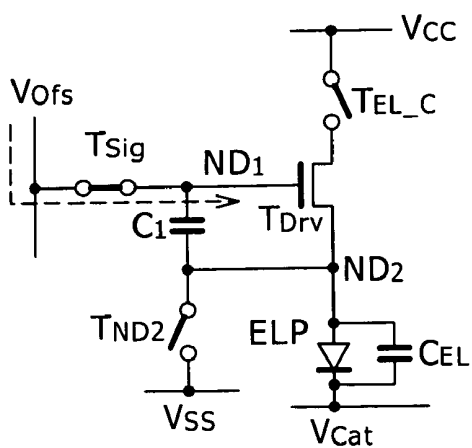 VCC
VOfs
TEL_C
TSig
ND1
TDrv
C1
ND2
TND2
ELP
CEL
VSS
VCat